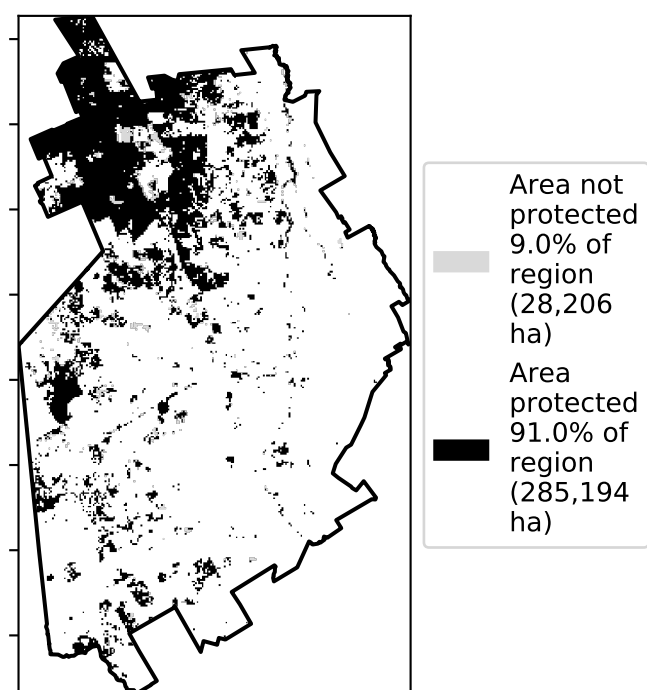 Area not
protected
9.0% of
region
(28,206
ha)
Area
protected
91.0% of
region
(285,194
ha)